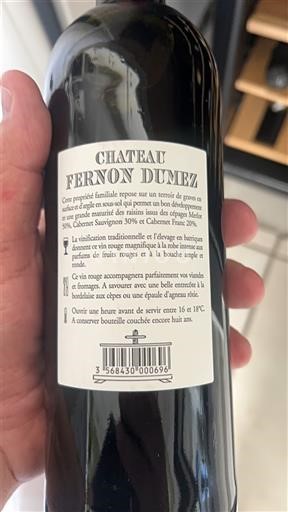 CHATEAU
FERNON DUMEZ
Cette propriété familiale repose sur un terroir de graves en
surface et d'argile en sous-sol qui permet un bon développement
et une grande maturité des raisins issus des cépages Merlot
50%, Cabernet Sauvignon 30% et Cabernet Franc 20%.
La vinification traditionnelle et l'élevage en barriques
donnent ce vin rouge magnifique à la robe intense aux
parfums de fruits rouges et à la bouche ample et
ronde.
Ce vin rouge accompagnera parfaitement vos viandes
et fromages. A savourer avec une belle entrecôte à la
bordelaise aux cèpes ou une épaule d'agneau rôtie.
Ouvrir une heure avant de servir entre 16 et 18°C.
A conserver bouteille couchée encore huit ans.
3 568430 000696